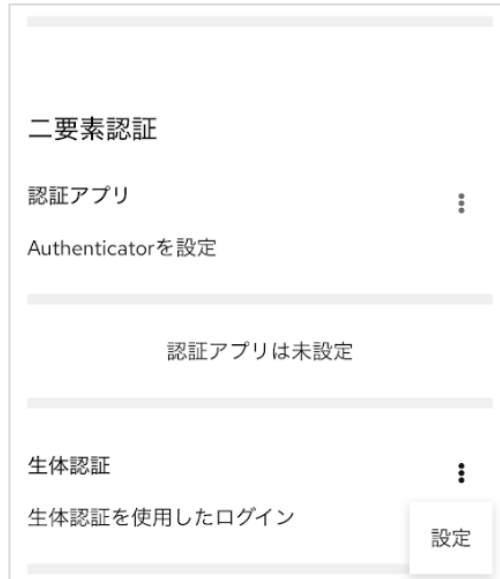 二要素認証
認証アプリ
Authenticatorを設定
認証アプリは未設定
生体認証
生体認証を使用したログイン
設定